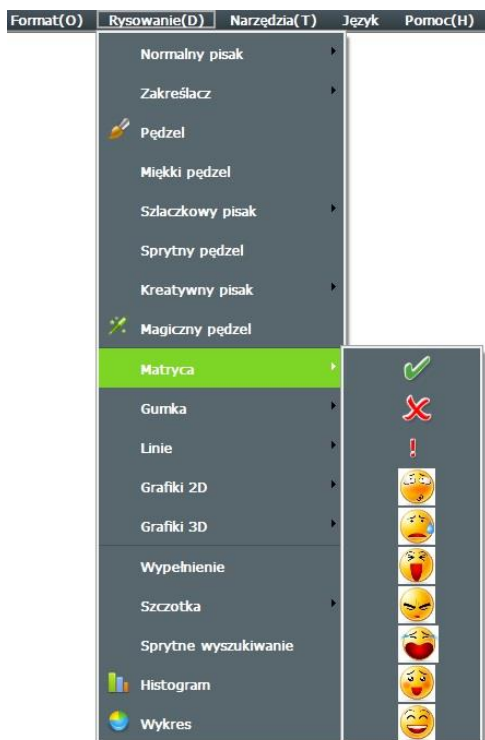 Format(O) Rysowanie(D) Narzędzia(T) Język Pomoc(H)
Normalny pisak
Zakreślacz
Pędzel
Miękki pędzel
Szlaczkowy pisak
Sprytny pędzel
Kreatywny pisak
Magiczny pędzel
Matryca
Gumka
Linie
Grafiki 2D
Grafiki 3D
Wypełnienie
Szczotka
Sprytne wyszukiwanie
Histogram
Wykres